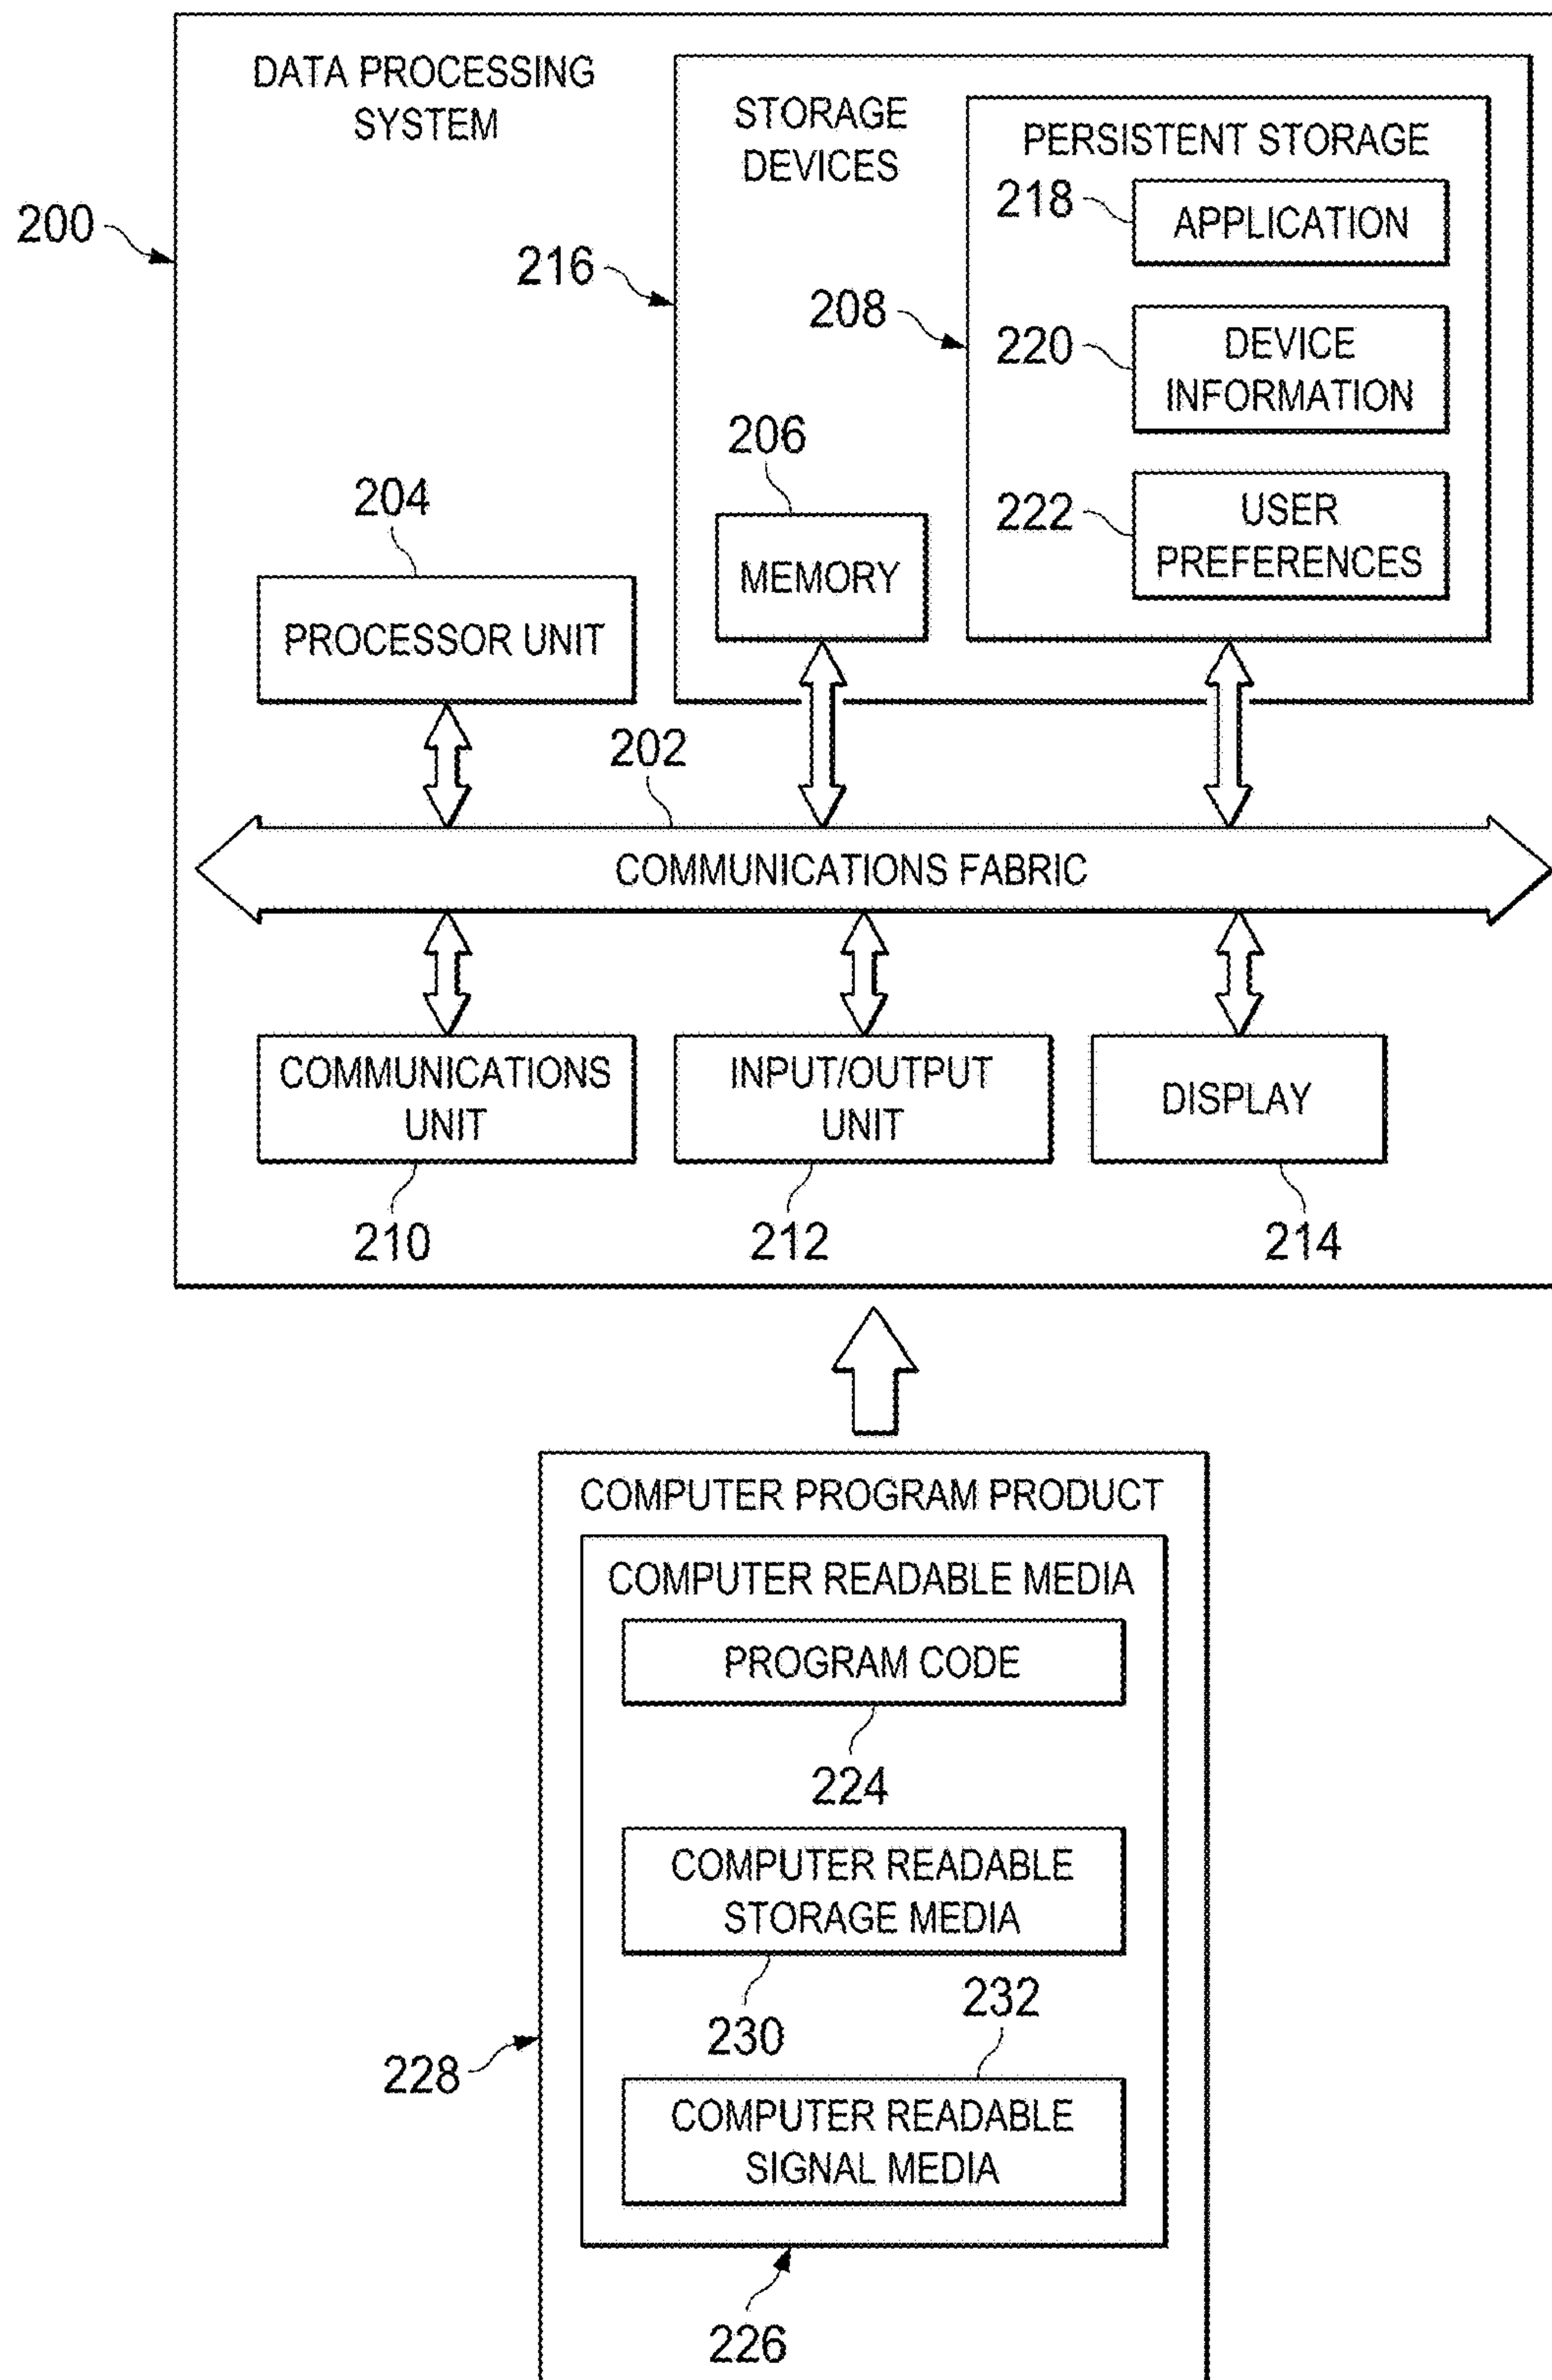 DATA PROCESSING
SYSTEM
200
STORAGE
DEVICES
216
PERSISTENT STORAGE
208
218
APPLICATION
220
DEVICE
INFORMATION
222
USER
PREFERENCES
206
MEMORY
204
PROCESSOR UNIT
202
COMMUNICATIONS FABRIC
COMMUNICATIONS
UNIT
210
INPUT/OUTPUT
UNIT
212
DISPLAY
214
COMPUTER PROGRAM PRODUCT
COMPUTER READABLE MEDIA
PROGRAM CODE
224
COMPUTER READABLE
STORAGE MEDIA
230
232
228
COMPUTER READABLE
SIGNAL MEDIA
226